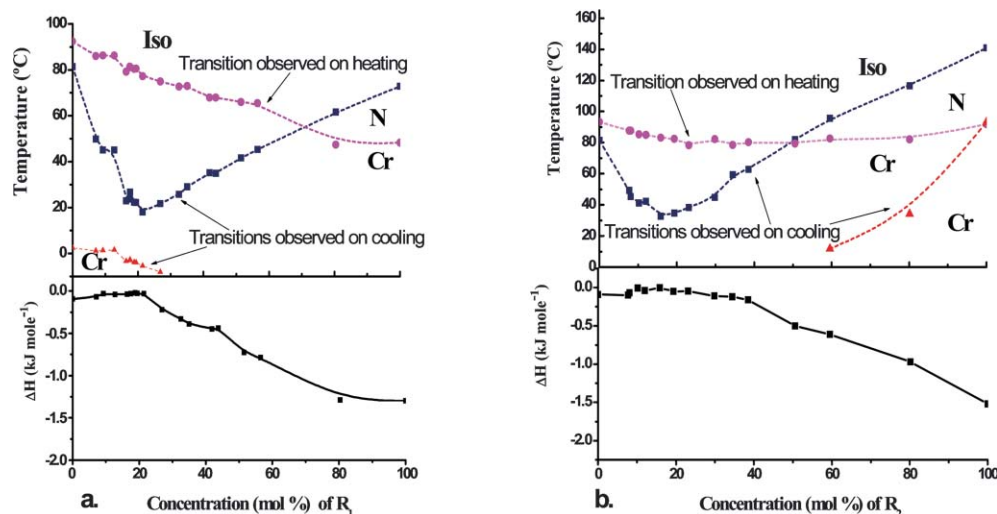 100
80
60
40
20
0
Temperature (ºC)
Iso
Transition observed on heating
N
Cr
Transitions observed on cooling
Cr
0.0
-0.5
-1.0
-1.5
-2.0
ΔH (kJ mole⁻¹)
0 20 40 60 80 100
a. Concentration (mol %) of R
160
140
120
100
80
60
40
20
0
Temperature (°C)
Iso
Transition observed on heating
N
Cr
Transitions observed on cooling
Cr
0.0
-0.5
-1.0
-1.5
-2.0
ΔH (kJ mole⁻¹)
0 20 40 60 80 100
b. Concentration (mol %) of R